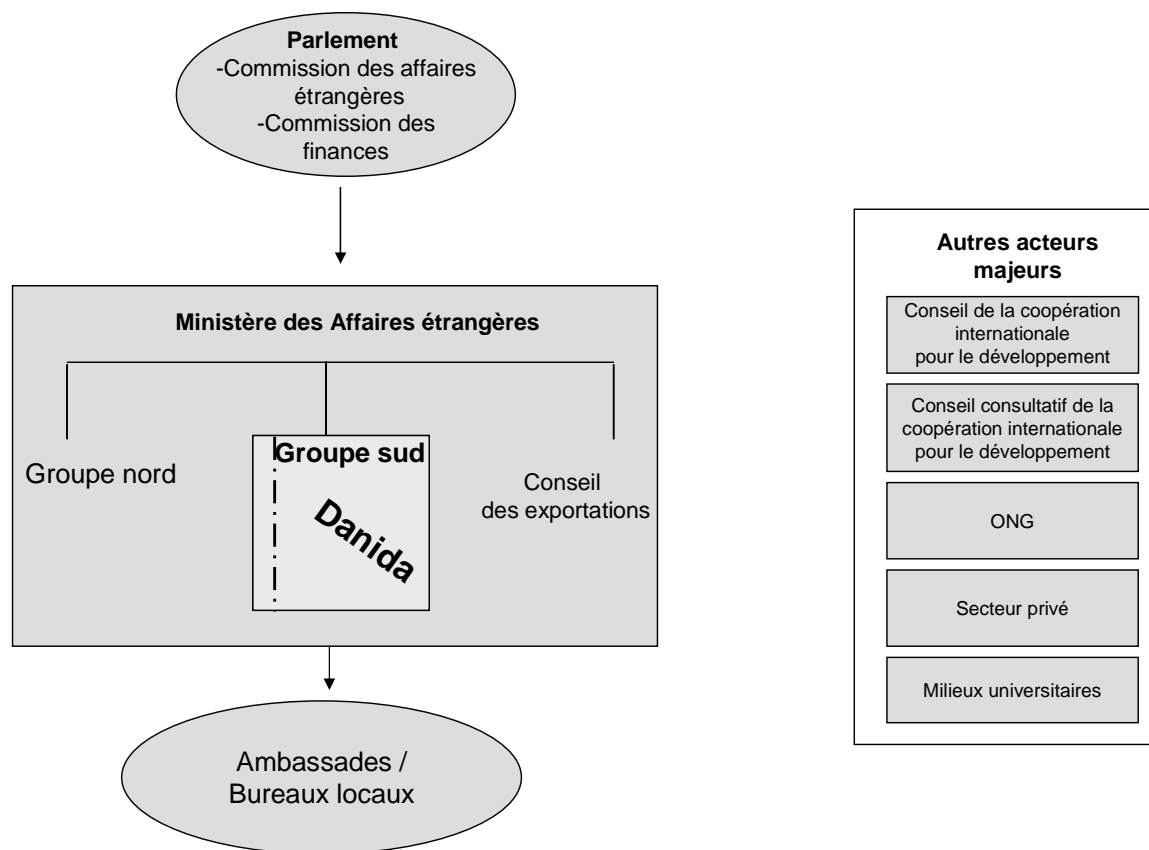 Parlement
-Commission des affaires
étrangères
-Commission des
finances
Ministère des Affaires étrangères
Groupe nord
Groupe sud
Danida
Conseil
des exportations
Ambassades /
Bureaux locaux
Autres acteurs
majeurs
Conseil de la coopération
internationale
pour le développement
Conseil consultatif de la
coopération internationale
pour le développement
ONG
Secteur privé
Milieux universitaires